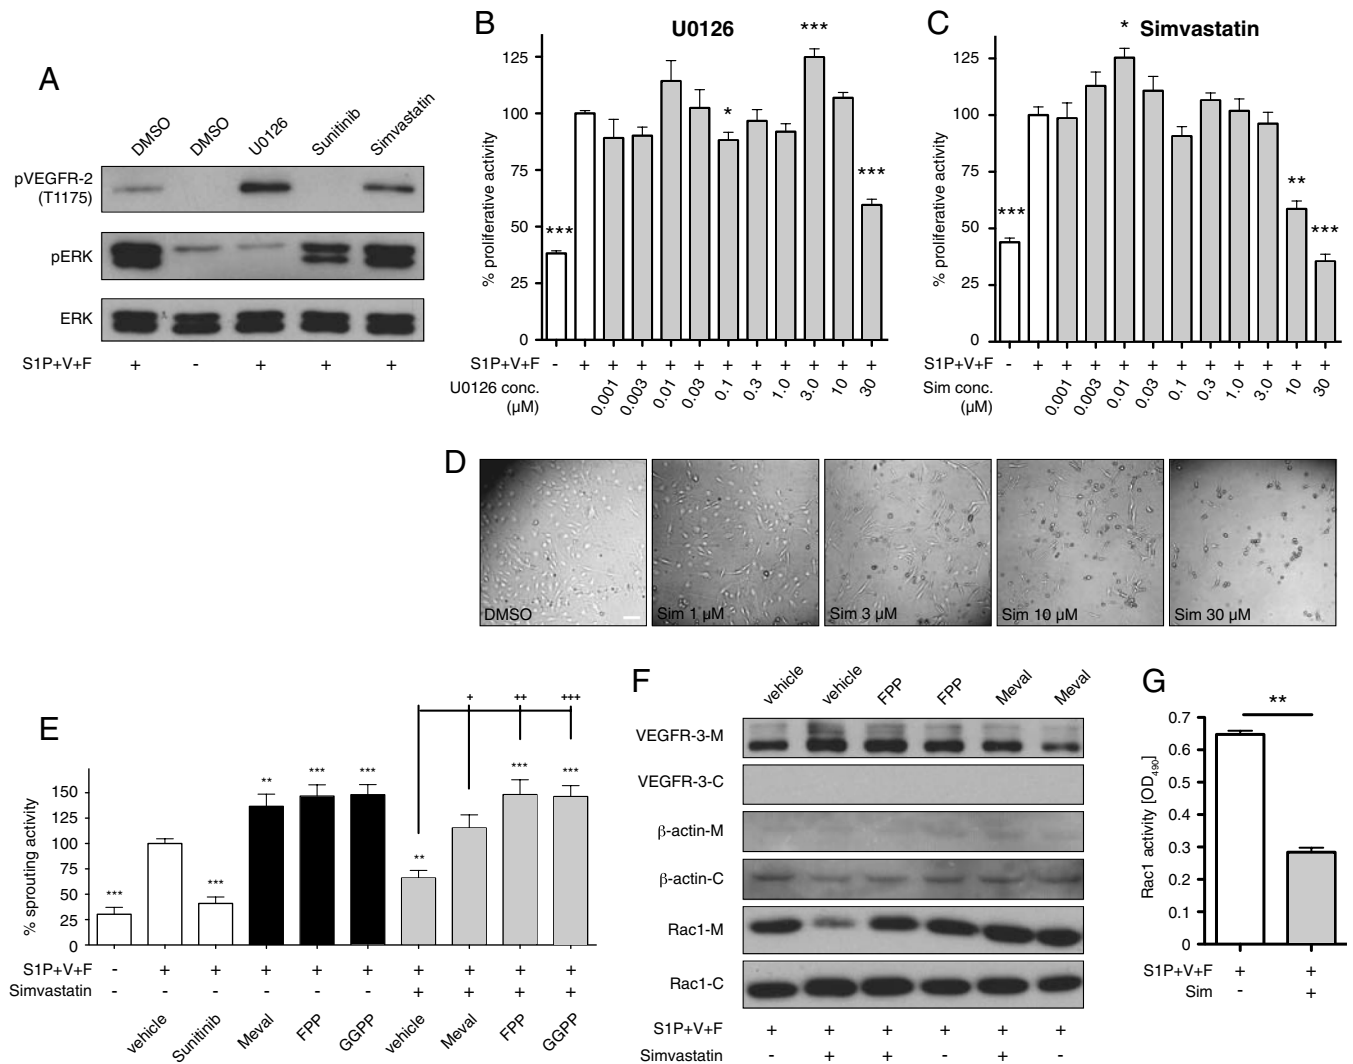 A
DMSO DMSO U0126 Sunitinib Simvastatin
pVEGFR-2
(T1175)
pERK
ERK
S1P+V+F + - + + +
B
U0126
% proliferative activity
125
100
75
50
25
0
*** * *** ***
S1P+V+F - + + + + + + + + + + +
U0126 conc.
(µM)
0.001 0.003 0.01 0.03 0.1 0.3 1.0 3.0 10 30
C
* Simvastatin
% proliferative activity
125
100
75
50
25
0
*** ** ***
S1P+V+F - + + + + + + + + + + +
Sim conc.
(µM)
0.001 0.003 0.01 0.03 0.1 0.3 1.0 3.0 10 30
D
DMSO
Sim 1 µM
Sim 3 µM
Sim 10 µM
Sim 30 µM
E
% sprouting activity
150
125
100
75
50
25
0
+ ++ +++
*** *** ** *** *** ** *** ***
S1P+V+F - + + + + + + + + +
Simvastatin - - - - - - + + + +
vehicle Sunitinib Meval FPP GGPP vehicle Meval FPP GGPP
F
vehicle vehicle FPP FPP Meval Meval
VEGFR-3-M
VEGFR-3-C
β-actin-M
β-actin-C
Rac1-M
Rac1-C
S1P+V+F + + + + + +
Simvastatin - + + - + -
G
**
Rac1 activity [OD490]
0.7
0.6
0.5
0.4
0.3
0.2
0.1
0
S1P+V+F + +
Sim - +